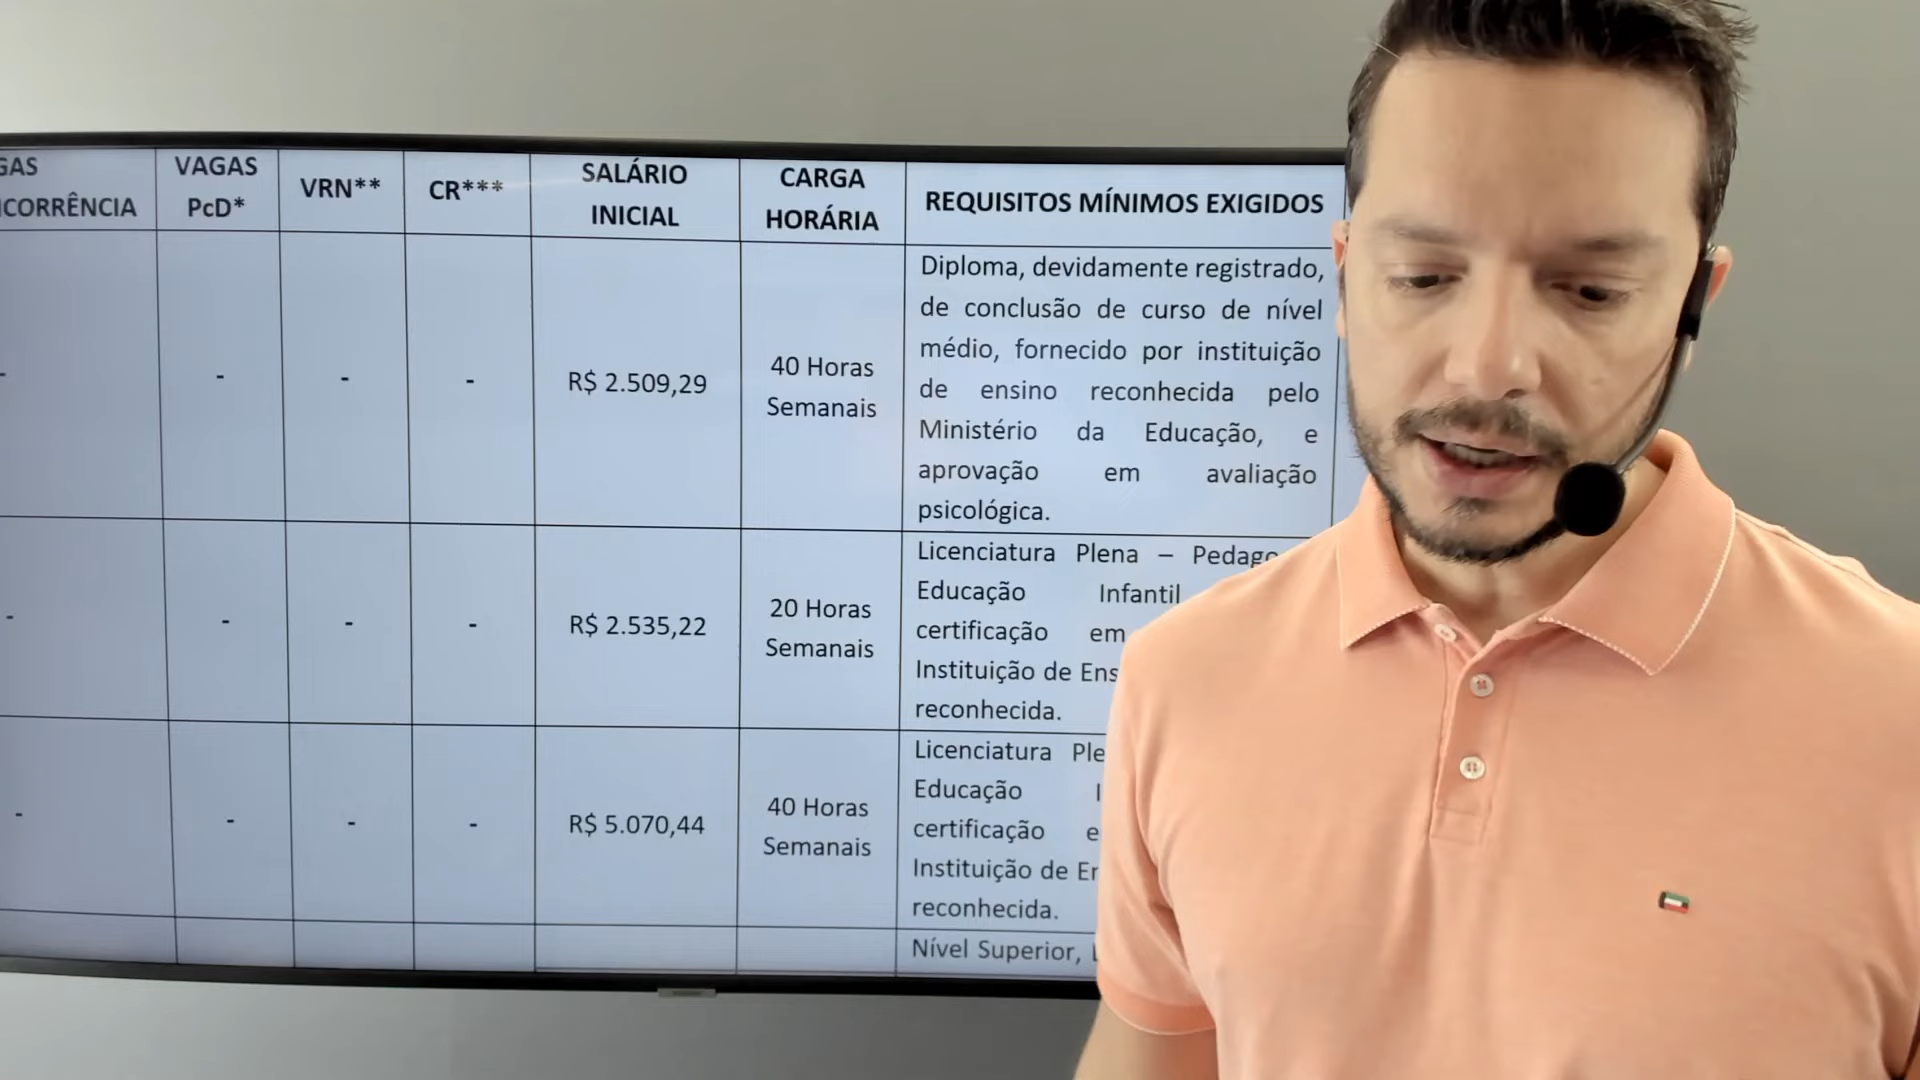 GAS
VAGAS
CORRÊNCIA
PcD*
VRN**
CR***
SALÁRIO
INICIAL
CARGA
HORÁRIA
REQUISITOS MÍNIMOS EXIGIDOS
-
-
-
-
R$ 2.509,29
40 Horas
Semanais
Diploma, devidamente registrado,
de conclusão de curso de nível
médio, fornecido por instituição
de ensino reconhecida pelo
Ministério da Educação, e
aprovação em avaliação
psicológica.
-
-
-
-
R$ 2.535,22
20 Horas
Semanais
Licenciatura Plena – Pedago
Educação Infantil
certificação em
Instituição de Ens
reconhecida.
-
-
-
-
R$ 5.070,44
40 Horas
Semanais
Licenciatura Ple
Educação I
certificação e
Instituição de En
reconhecida.
Nível Superior,